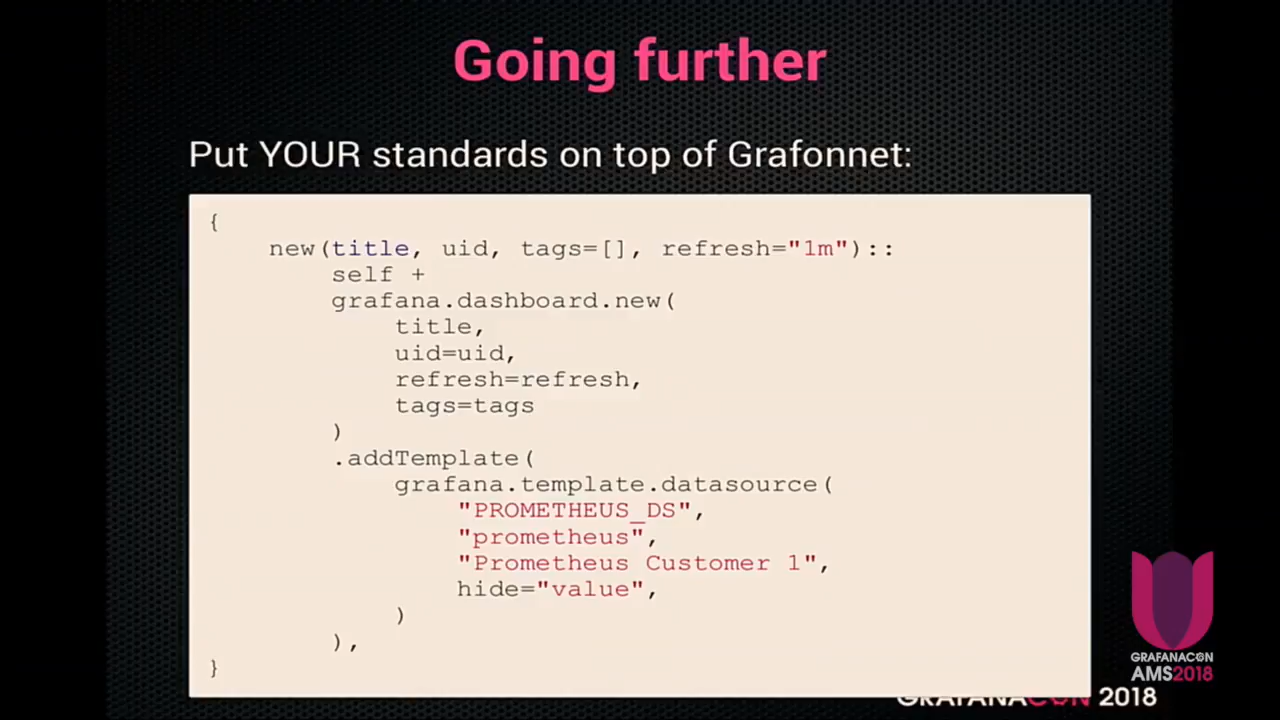 Going further
Put YOUR standards on top of Grafonnet:
{
    new(title, uid, tags=[], refresh="1m")::
        self +
        grafana.dashboard.new(
            title,
            uid=uid,
            refresh=refresh,
            tags=tags
        )
        .addTemplate(
            grafana.template.datasource(
                "PROMETHEUS_DS",
                "prometheus",
                "Prometheus Customer 1",
                hide="value",
            )
        ),
}
GRAFANACON
AMS2018
GRAFANACON 2018